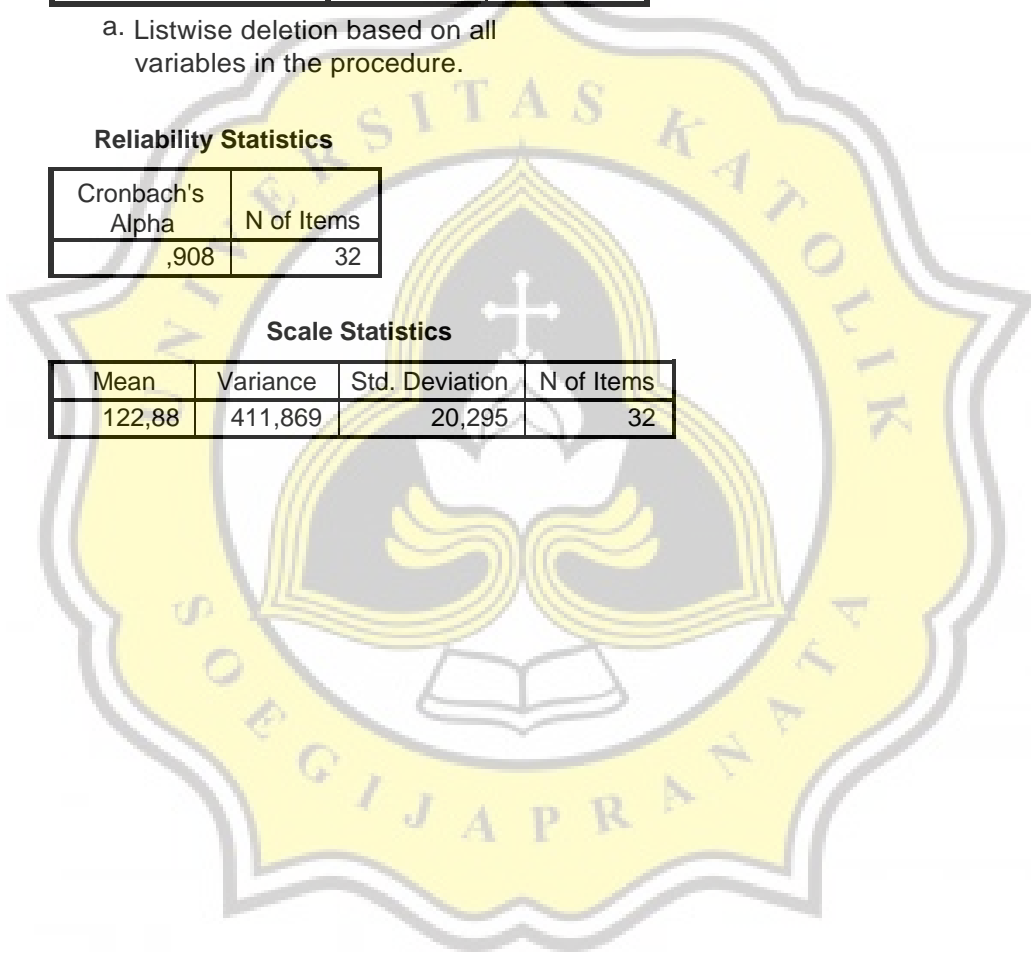 a. Listwise deletion based on all
variables in the procedure.
Reliability Statistics
Cronbach's
Alpha N of Items
,908 32
Scale Statistics
Mean Variance Std. Deviation N of Items
122,88 411,869 20,295 32
UNIVERSITAS KATOLIK
SOEGIJAPRANATA